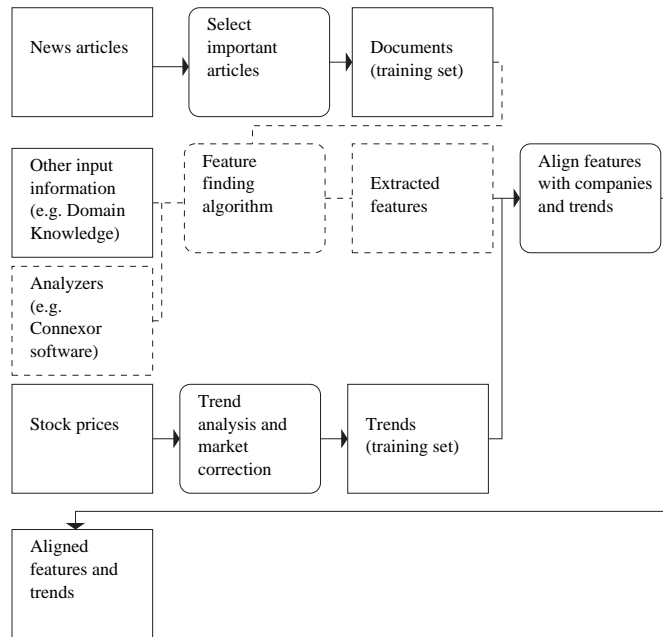 News articles
Select
important
articles
Documents
(training set)
Other input
information
(e.g. Domain
Knowledge)
Feature
finding
algorithm
Extracted
features
Align features
with companies
and trends
Analyzers
(e.g.
Connexor
software)
Stock prices
Trend
analysis and
market
correction
Trends
(training set)
Aligned
features and
trends